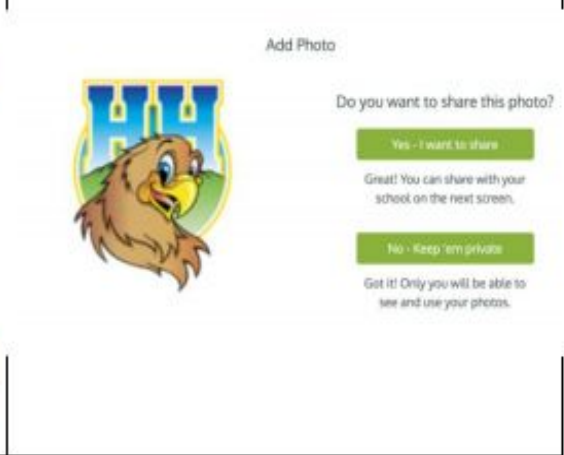 Add Photo
HH
Do you want to share this photo?
Yes - I want to share
Great! You can share with your
school on the next screen.
No - Keep 'em private
Got it! Only you will be able to
see and use your photos.